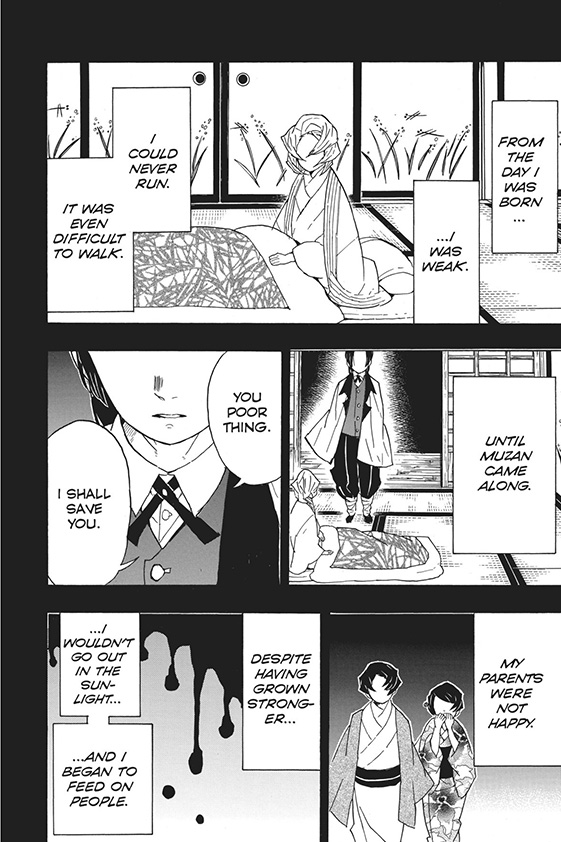 FROM
THE
DAY I
WAS
BORN
...
...I
WAS
WEAK.
I
COULD
NEVER
RUN.
IT WAS
EVEN
DIFFICULT
TO WALK.
UNTIL
MUZAN
CAME
ALONG.
YOU
POOR
THING.
I SHALL
SAVE
YOU.
MY
PARENTS
WERE
NOT
HAPPY.
DESPITE
HAVING
GROWN
STRONG-
ER...
...I
WOULDN'T
GO OUT
IN THE
SUN-
LIGHT...
...AND I
BEGAN TO
FEED ON
PEOPLE.